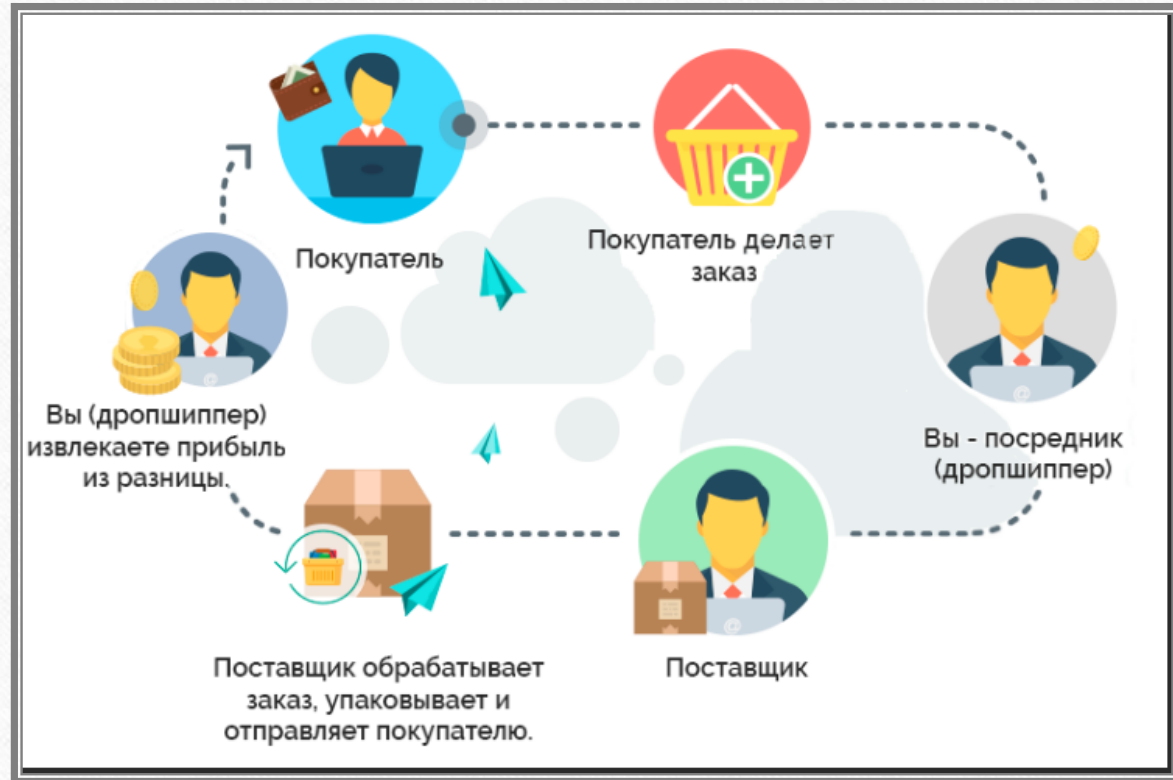 Покупатель
Покупатель делает
заказ
Вы - посредник
(дропшиппер)
Поставщик
Поставщик обрабатывает
заказ, упаковывает и
отправляет покупателю.
Вы (дропшиппер)
извлекаете прибыль
из разницы.